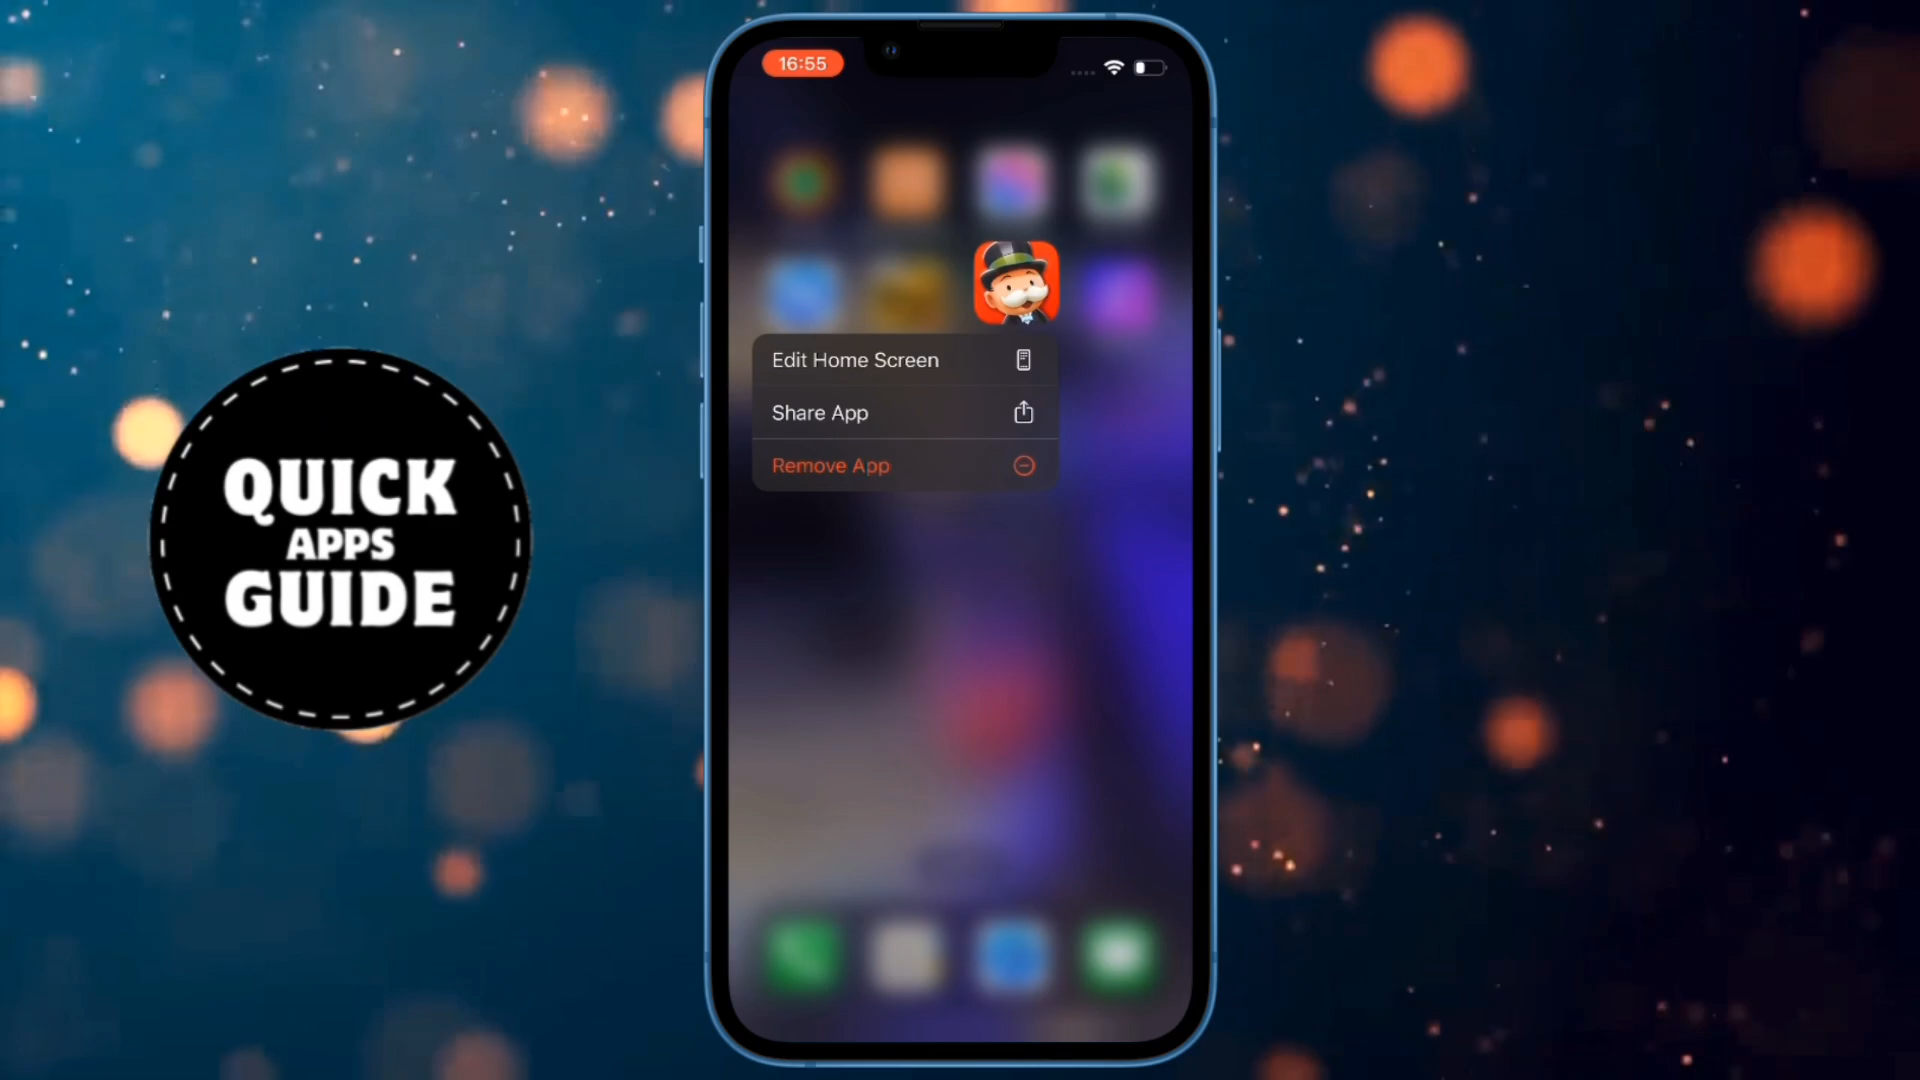 16:55
Edit Home Screen
Share App
Remove App
QUICK
APPS
GUIDE